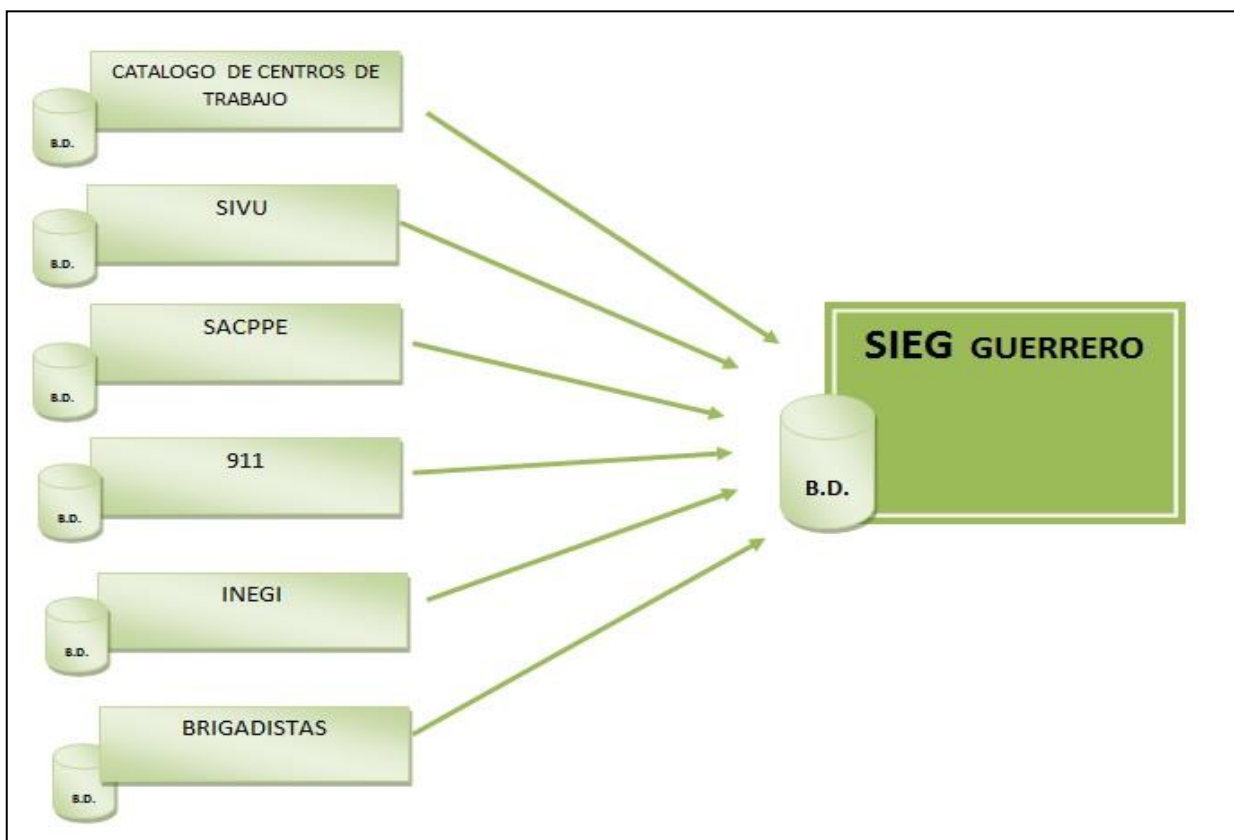 CATALOGO DE CENTROS DE
TRABAJO
B.D.
SIVU
B.D.
SACPPE
B.D.
911
B.D.
INEGI
B.D.
BRIGADISTAS
B.D.
SIEG GUERRERO
B.D.